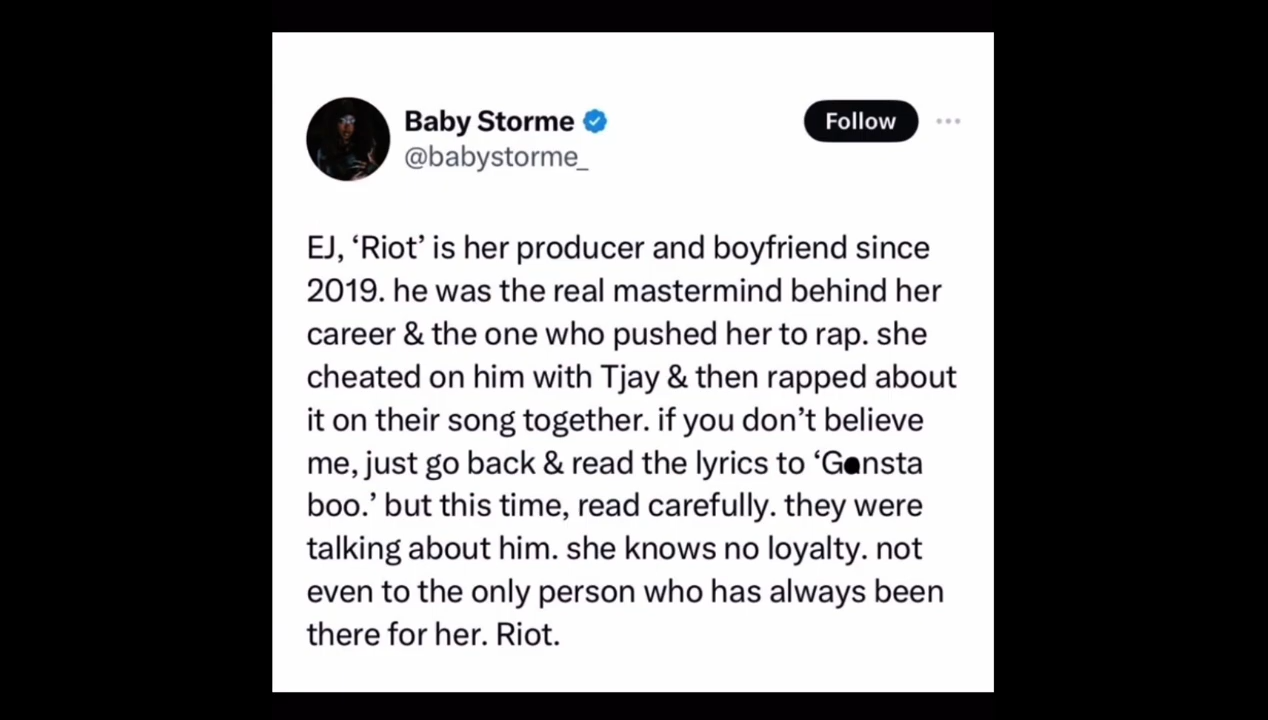 Baby Storme
Follow
@babystorme_
EJ, ‘Riot’ is her producer and boyfriend since
2019. he was the real mastermind behind her
career & the one who pushed her to rap. she
cheated on him with Tjay & then rapped about
it on their song together. if you don’t believe
me, just go back & read the lyrics to ‘G●nsta
boo.’ but this time, read carefully. they were
talking about him. she knows no loyalty. not
even to the only person who has always been
there for her. Riot.